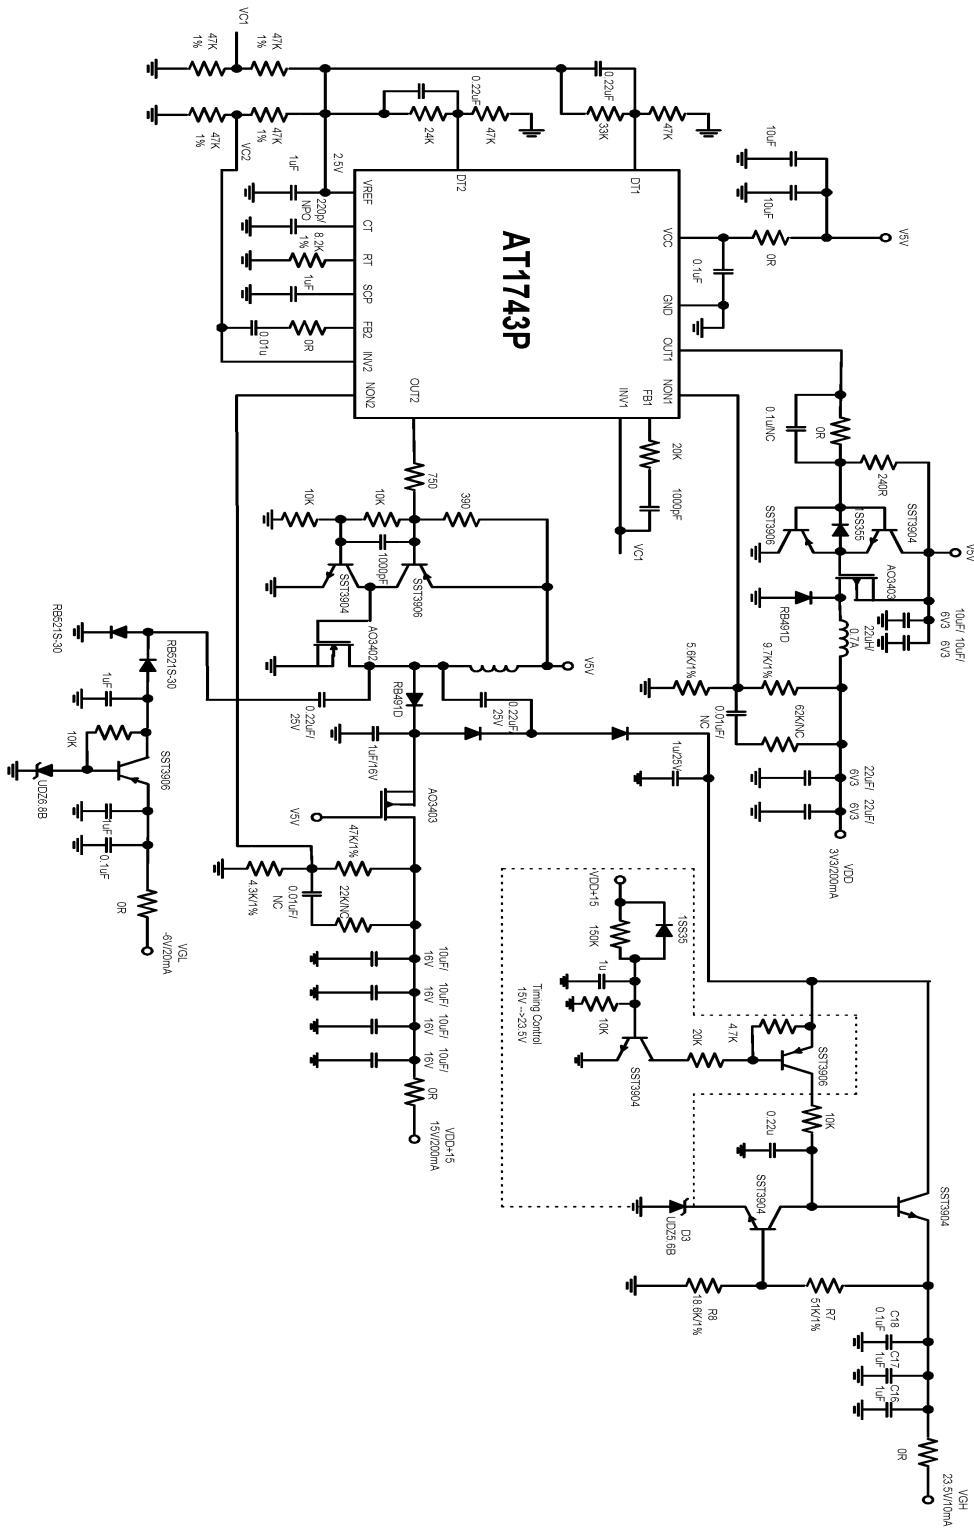 VC1
47K
1%
47K
1%
47K
1%
47K
1%
VC2
0.22uF
24K
47K
0.22uF
33K
47K
10uF
10uF
V5V
0R
0.1uF
2.5V
1uF
220p/
NPO
8.2K
1%
1uF
0R
0.01u
DT2
DT1
VREF
CT
RT
SCP
FB2
INV2
NON2
OUT2
VCC
GND
OUT1
NON1
FB1
INV1
AT1743P
20K
1000pF
VC1
0.1u/NC
0R
240R
SST3906
1SS355
SST3904
V5V
AO3403
RB491D
10uF/
6V3
10uF/
6V3
22uH/
0.7A
5.6K/1%
9.7K/1%
0.01uF/
NC
62K/NC
22uF/
6V3
22uF/
6V3
VDD
3V3/200mA
750
10K
10K
390
1000pF
SST3904
SST3906
AO3402
V5V
RB491D
0.22uF/
25V
0.22uF/
25V
1uF/16V
1u/25V
AO3403
V5V
47K/1%
4.3K/1%
0.01uF/
NC
22K/NC
10uF/
16V
10uF/
16V
10uF/
16V
10uF/
16V
0R
VDD+15
15V/200mA
RB521S-30
RB521S-30
1uF
10K
SST3906
UDZ6.8B
1uF
0.1uF
0R
VGL
-6V/20mA
VDD+15
150K
1SS35
1u
10K
Timing Control
15V -->23.5V
SST3904
20K
4.7K
SST3906
10K
0.22u
SST3904
D3
UDZ5.6B
SST3904
R8
18.6K/1%
R7
51K/1%
C18
0.1uF
C17
1uF
C16
1uF
0R
VGH
23.5V/10mA